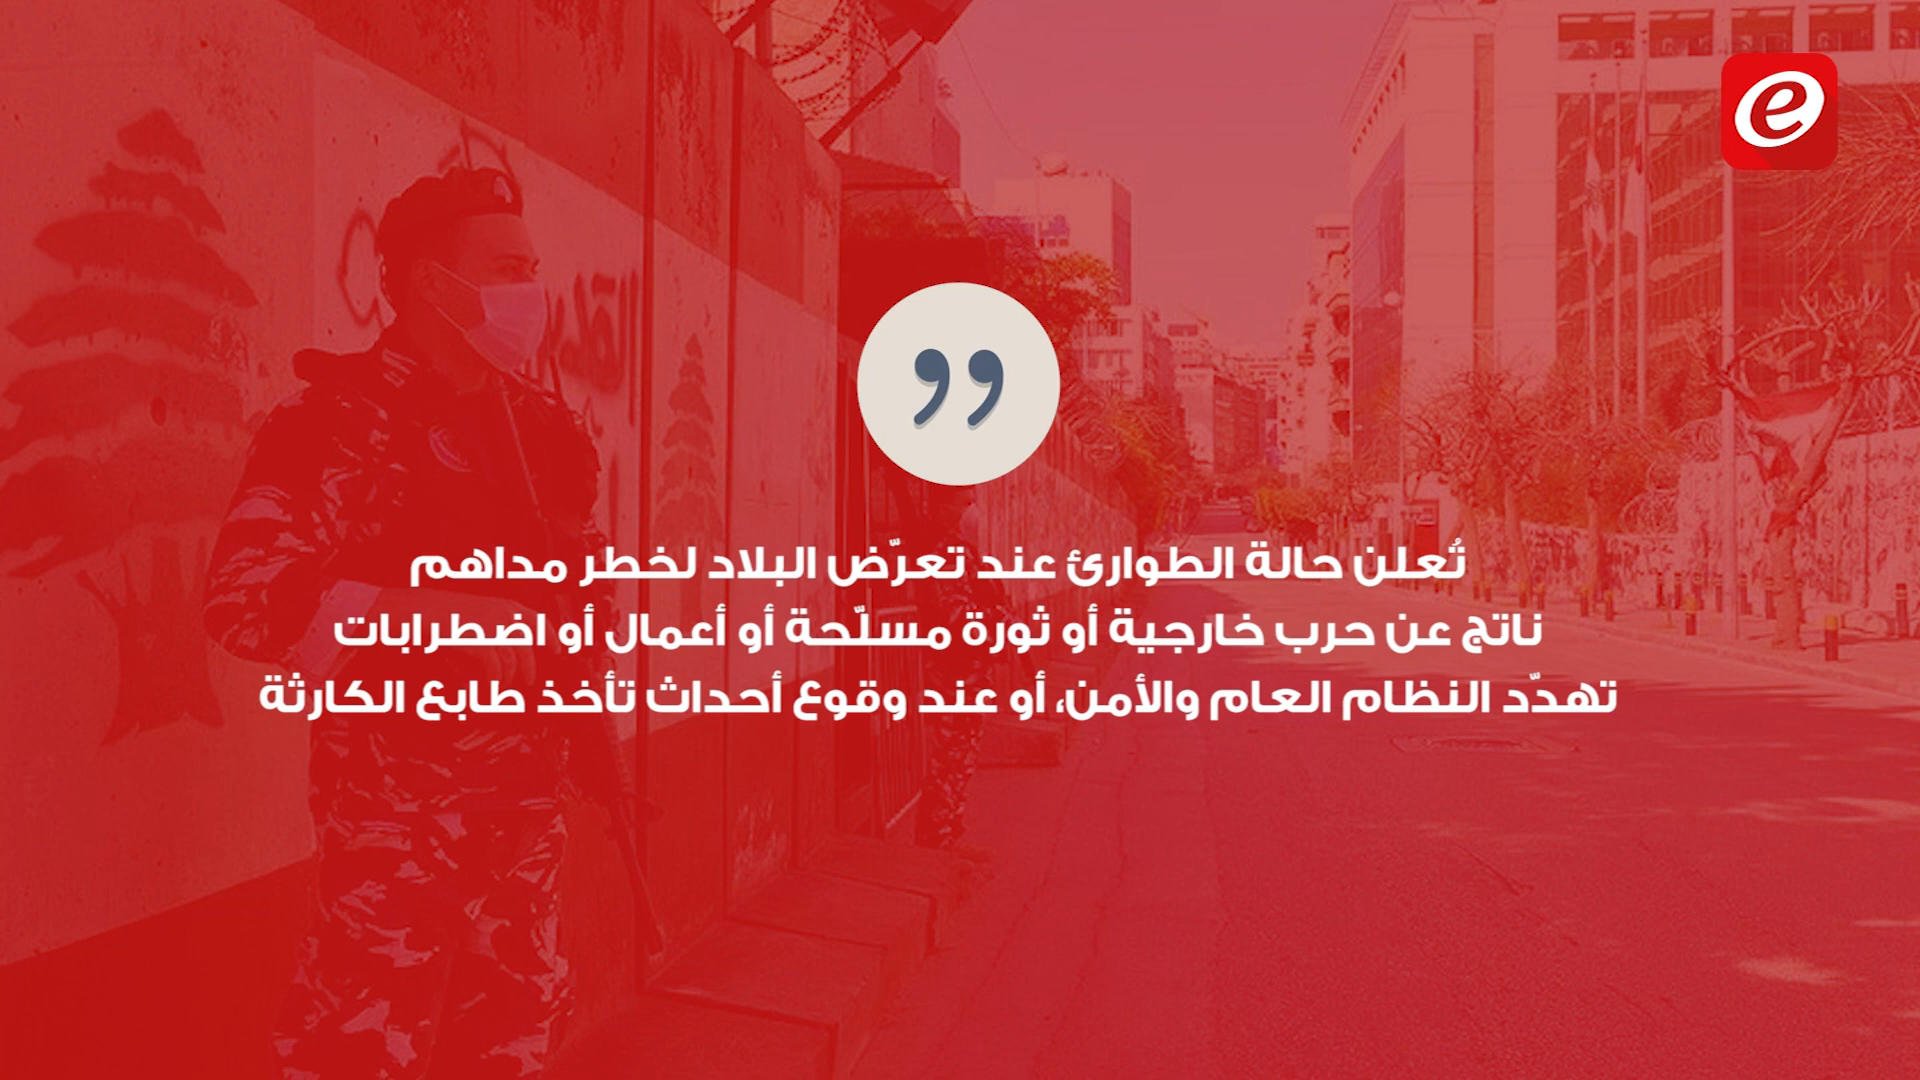 تُعلن حالة الطوارئ عند تعرّض البلاد لخطر مداهم
ناتج عن حرب خارجية أو ثورة مسلّحة أو أعمال أو اضطرابات
تهدّد النظام العام والأمن، أو عند وقوع أحداث تأخذ طابع الكارثة